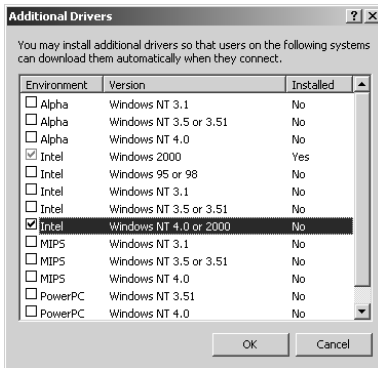 Additional Drivers
You may install additional drivers so that users on the following systems
can download them automatically when they connect.
Environment Version Installed
Alpha Windows NT 3.1 No
Alpha Windows NT 3.5 or 3.51 No
Alpha Windows NT 4.0 No
Intel Windows 2000 Yes
Intel Windows 95 or 98 No
Intel Windows NT 3.1 No
Intel Windows NT 3.5 or 3.51 No
Intel Windows NT 4.0 or 2000 No
MIPS Windows NT 3.1 No
MIPS Windows NT 3.5 or 3.51 No
MIPS Windows NT 4.0 No
PowerPC Windows NT 3.51 No
PowerPC Windows NT 4.0 No
OK Cancel